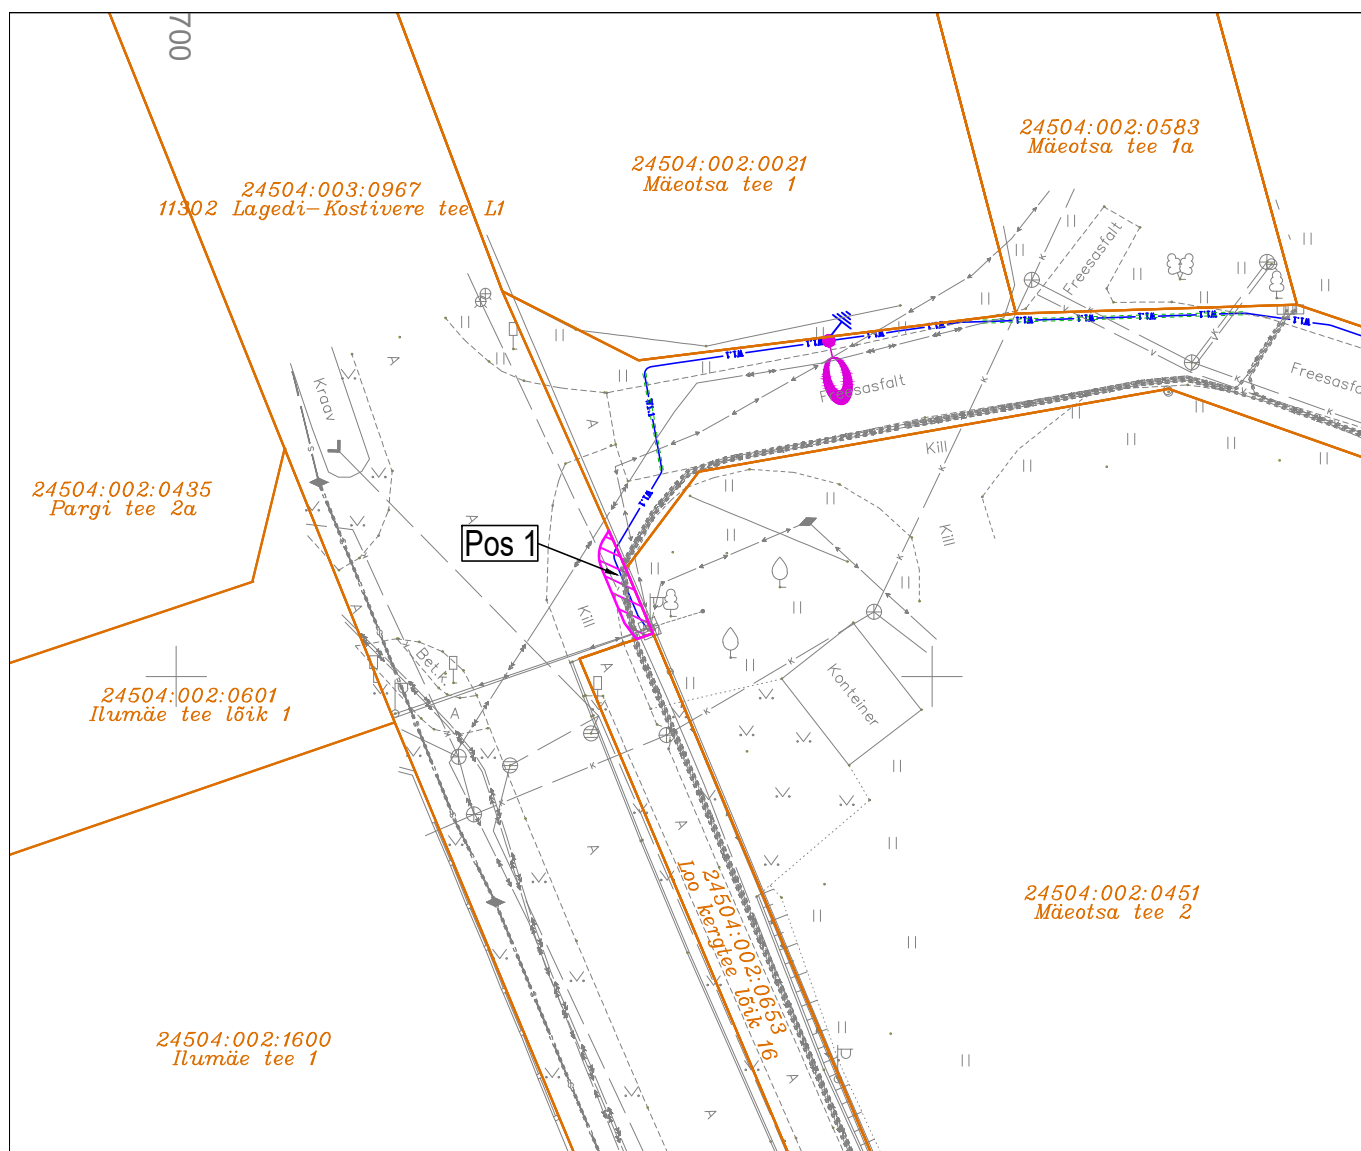 700
24504:002:0583
Mäeotsa tee 1a
24504:002:0021
Mäeotsa tee 1
24504:003:0967
11302 Lagedi-Kostivere tee L1
Freesasfalt
Freesasfalt
Freesasfa
Kraav
A
A
A
Kill
Kill
24504:002:0435
Pargi tee 2a
Pos 1
Kill
A
Bet.k
A
A
24504:002:0601
Ilumäe tee lõik 1
Konteiner
A
A
24504:002:0653
Loo kergtee lõik 16
24504:002:0451
Mäeotsa tee 2
24504:002:1600
Ilumäe tee 1
A
A